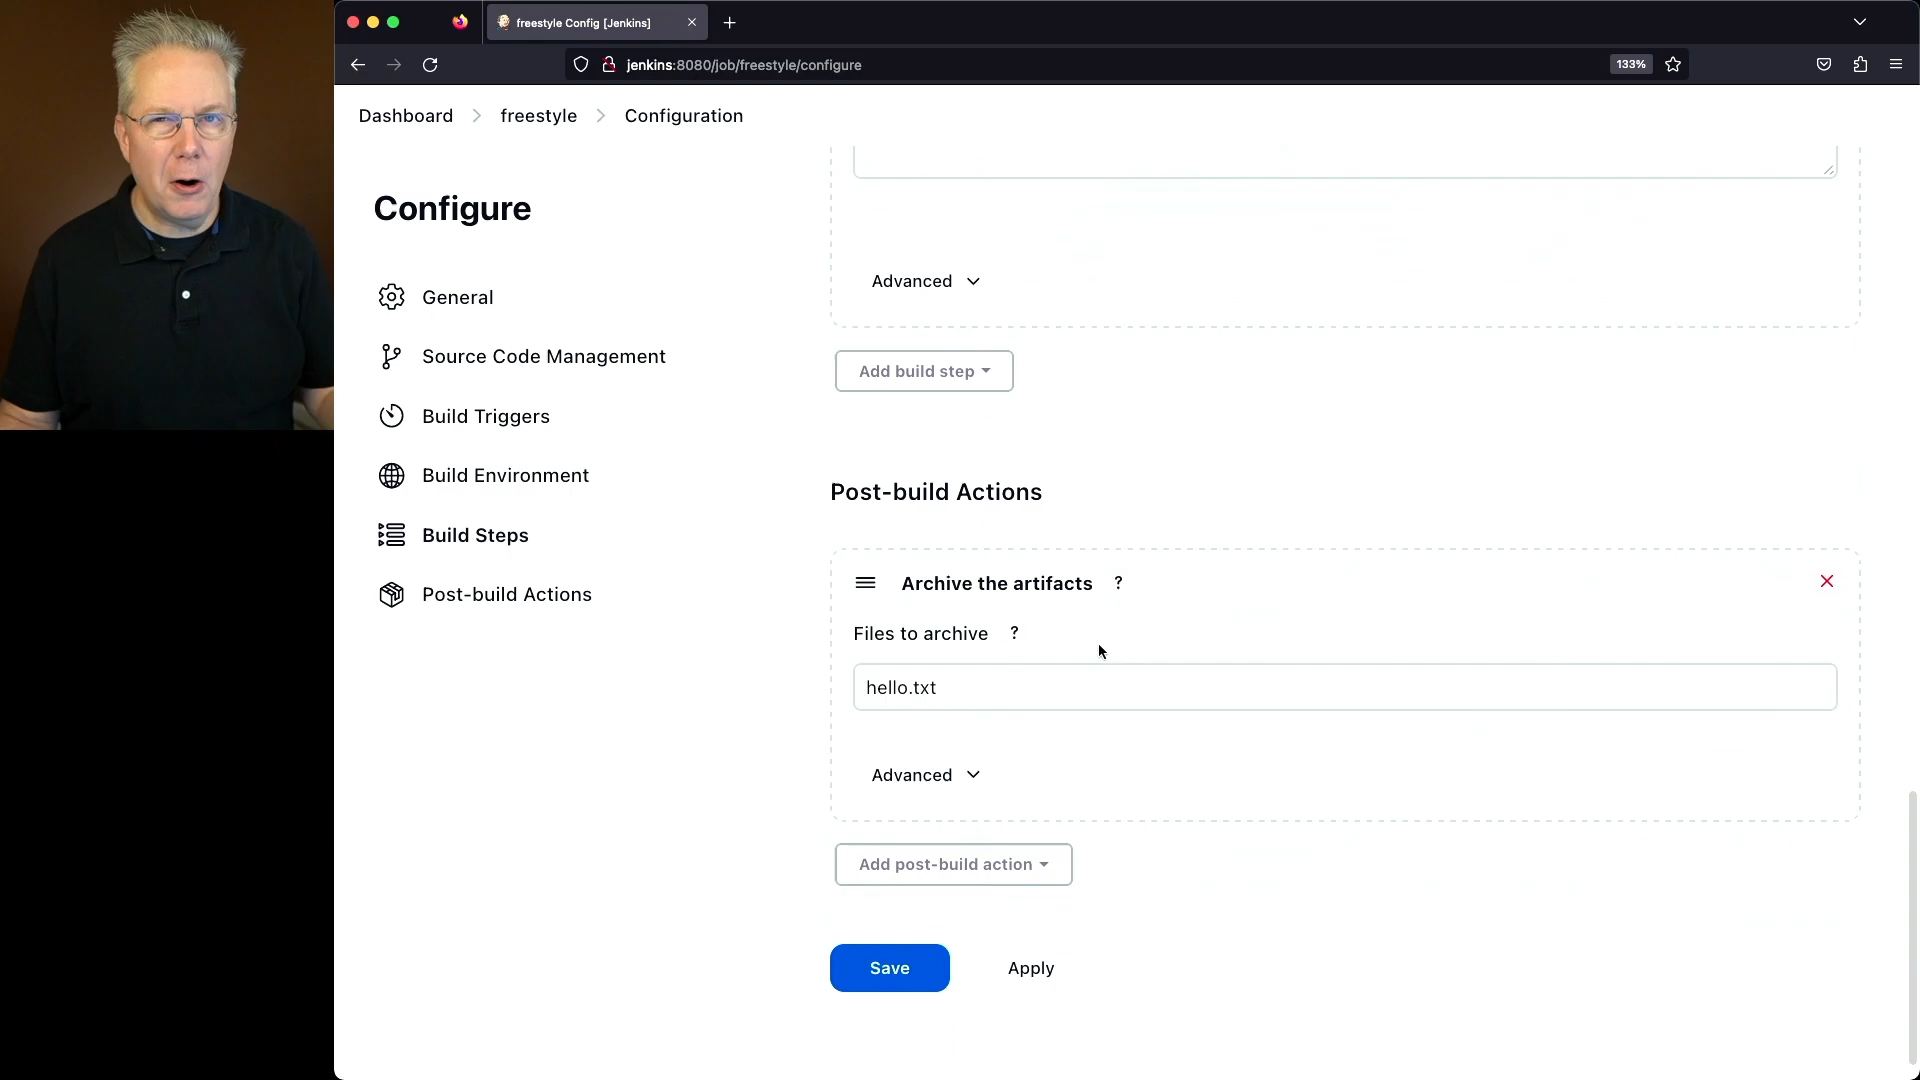 freestyle Config [Jenkins]
jenkins:8080/job/freestyle/configure
133%
Dashboard
freestyle
Configuration
Configure
General
Source Code Management
Build Triggers
Build Environment
Build Steps
Post-build Actions
Advanced
Add build step
Post-build Actions
Archive the artifacts ?
Files to archive ?
hello.txt
Advanced
Add post-build action
Save
Apply